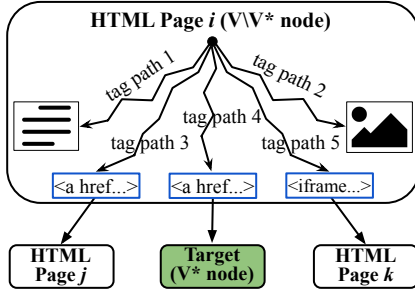 HTML Page i (V\V* node)
tag path 1
tag path 2
tag path 4
tag path 3
tag path 5
<a href...>
<a href...>
<iframe...>
HTML
Page j
Target
(V* node)
HTML
Page k